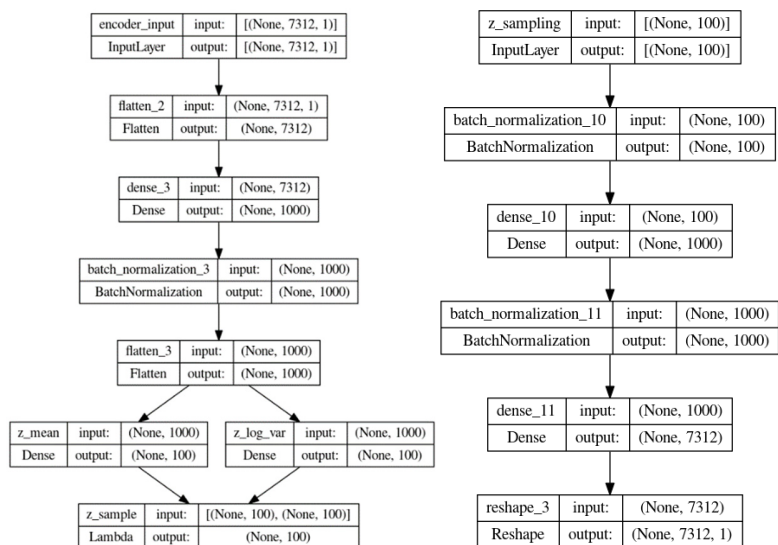 encoder_input input: [(None, 7312, 1)]
InputLayer output: [(None, 7312, 1)]
flatten_2 input: (None, 7312, 1)
Flatten output: (None, 7312)
dense_3 input: (None, 7312)
Dense output: (None, 1000)
batch_normalization_3 input: (None, 1000)
BatchNormalization output: (None, 1000)
flatten_3 input: (None, 1000)
Flatten output: (None, 1000)
z_mean input: (None, 1000)
Dense output: (None, 100)
z_log_var input: (None, 1000)
Dense output: (None, 100)
z_sample input: [(None, 100), (None, 100)]
Lambda output: (None, 100)
z_sampling input: [(None, 100)]
InputLayer output: [(None, 100)]
batch_normalization_10 input: (None, 100)
BatchNormalization output: (None, 100)
dense_10 input: (None, 100)
Dense output: (None, 1000)
batch_normalization_11 input: (None, 1000)
BatchNormalization output: (None, 1000)
dense_11 input: (None, 1000)
Dense output: (None, 7312)
reshape_3 input: (None, 7312)
Reshape output: (None, 7312, 1)